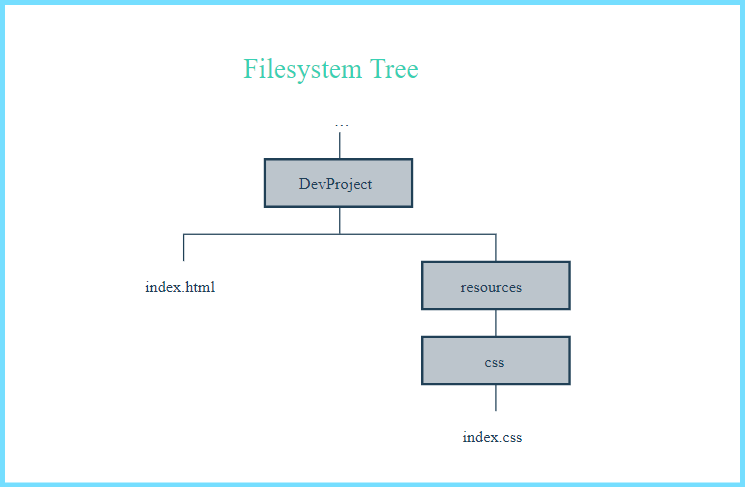 Filesystem Tree
...
DevProject
index.html
resources
css
index.css